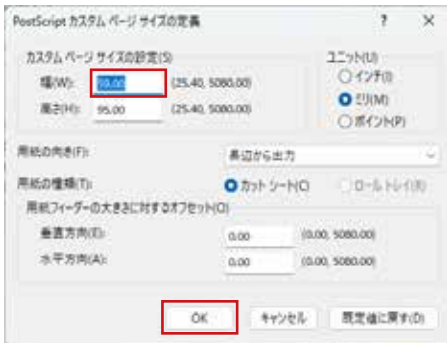 PostScript カスタム ページ サイズの定義 ? ×
カスタム ページ サイズの設定(S)
幅(W): 59.00 (25.40, 5080.00)
高さ(H): 95.00 (25.40, 5080.00)
ユニット(U)
インチ(I)
ミリ(M)
ポイント(P)
用紙の向き(F): 長辺から出力
用紙の種類(T): カット シート(C) ロール トレイ(R)
用紙フィーダーの大きさに対するオフセット(O)
垂直方向(E): 0.00 (0.00, 5080.00)
水平方向(A): 0.00 (0.00, 5080.00)
OK キャンセル 既定値に戻す(D)